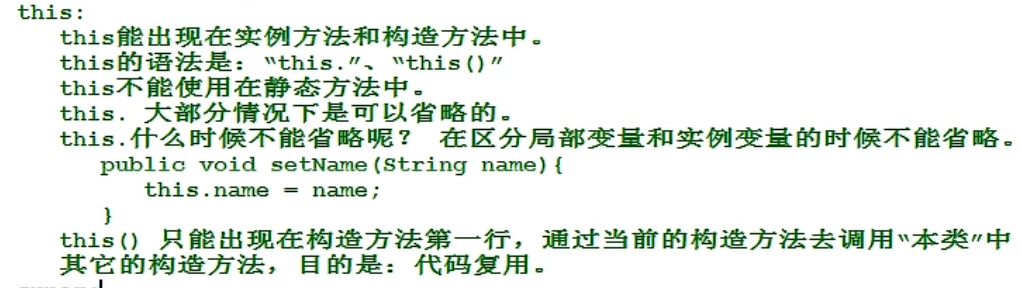 this:
this能出现在实例方法和构造方法中。
this的语法是：“this.”、“this()”
this不能使用在静态方法中。
this. 大部分情况下是可以省略的。
this.什么时候不能省略呢？ 在区分局部变量和实例变量的时候不能省略。
public void setName(String name){
this.name = name;
}
this() 只能出现在构造方法第一行，通过当前的构造方法去调用“本类”中
其它的构造方法，目的是：代码复用。